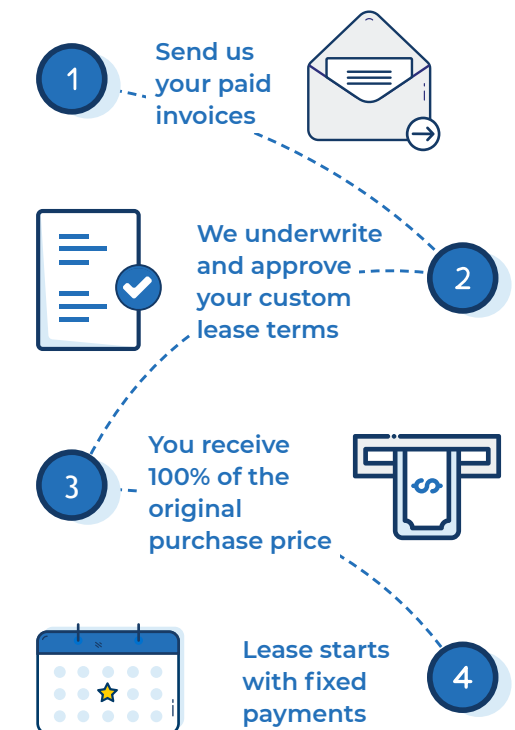 1
Send us
your paid
invoices
We underwrite
and approve
your custom
lease terms
2
3
You receive
100% of the
original
purchase price
$
Lease starts
with fixed
payments
4